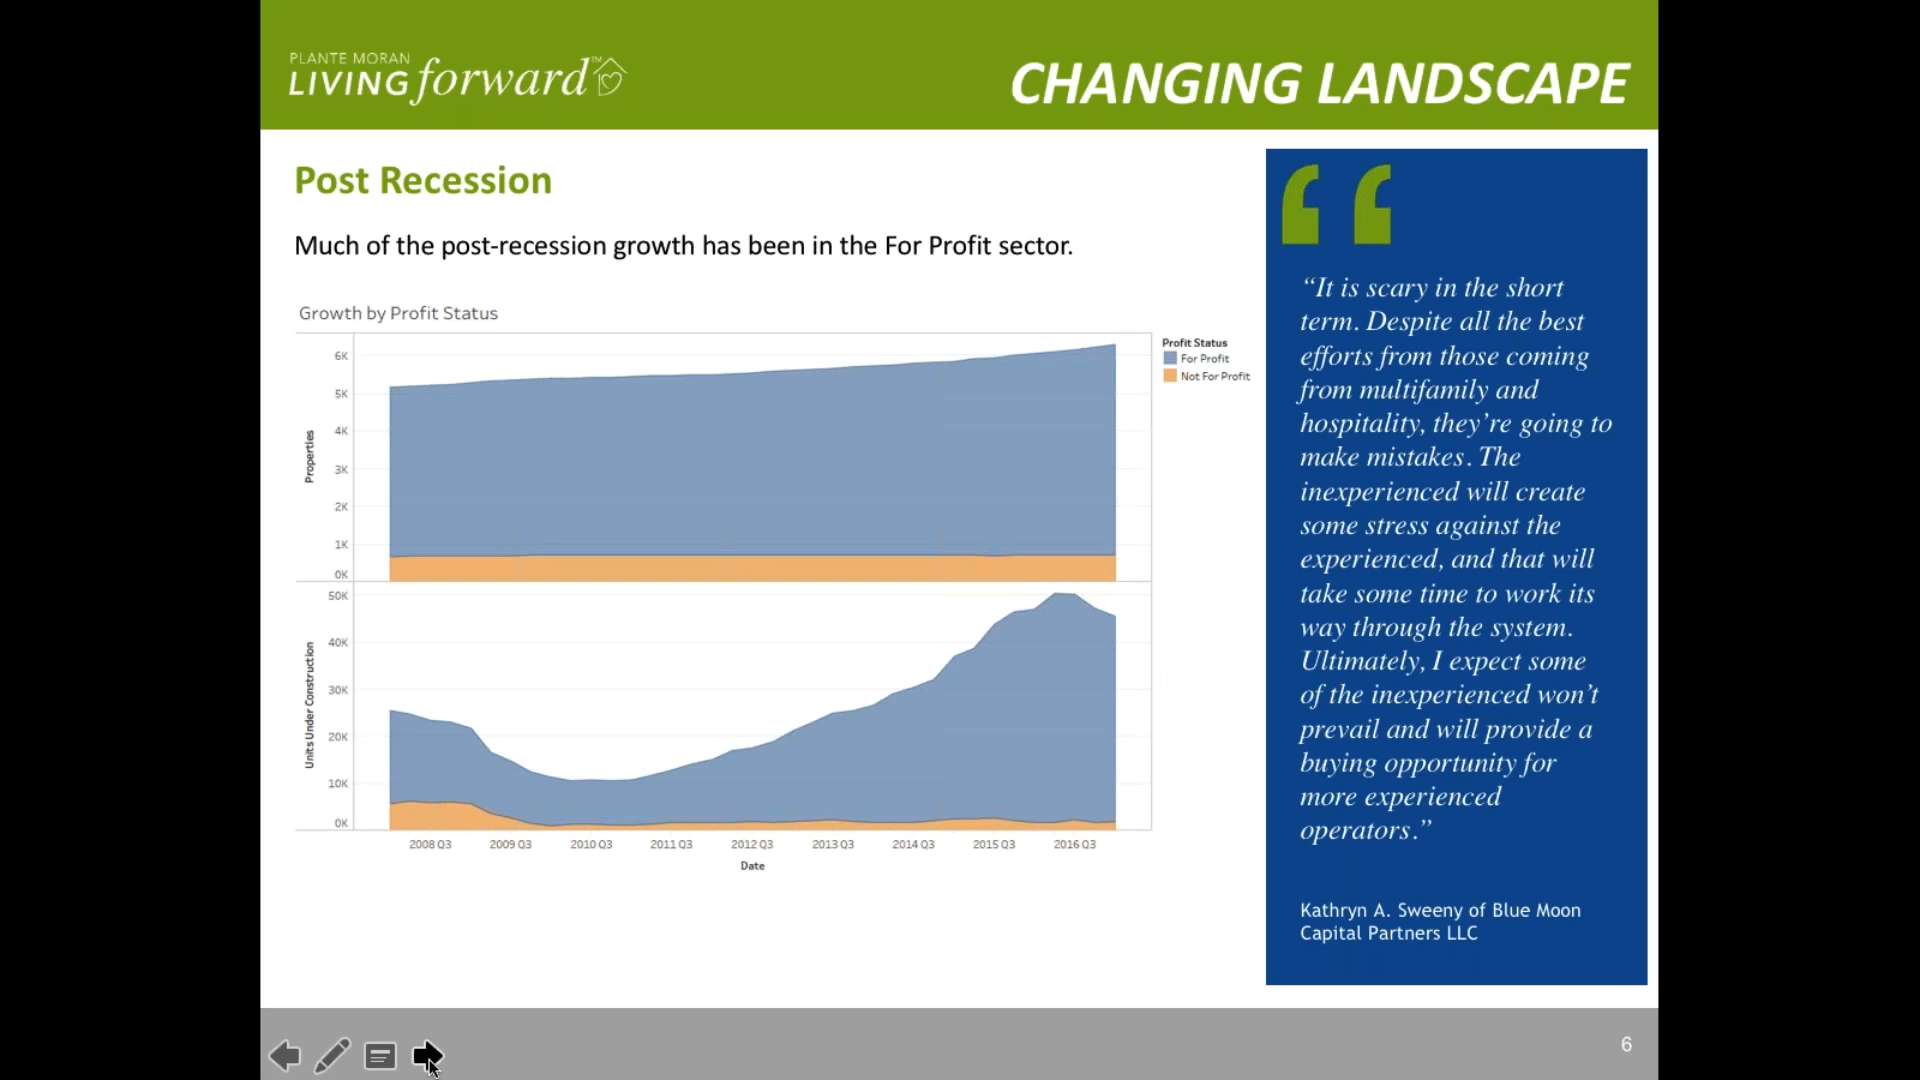 PLANTE MORAN
LIVING forward™
CHANGING LANDSCAPE
Post Recession
Much of the post-recession growth has been in the For Profit sector.
Growth by Profit Status
Profit Status
For Profit
Not For Profit
Properties
6K
5K
4K
3K
2K
1K
0K
Units Under Construction
50K
40K
30K
20K
10K
0K
2008 Q3
2009 Q3
2010 Q3
2011 Q3
2012 Q3
2013 Q3
2014 Q3
2015 Q3
2016 Q3
Date
“It is scary in the short
term. Despite all the best
efforts from those coming
from multifamily and
hospitality, they’re going to
make mistakes. The
inexperienced will create
some stress against the
experienced, and that will
take some time to work its
way through the system.
Ultimately, I expect some
of the inexperienced won’t
prevail and will provide a
buying opportunity for
more experienced
operators.”
Kathryn A. Sweeny of Blue Moon
Capital Partners LLC
6